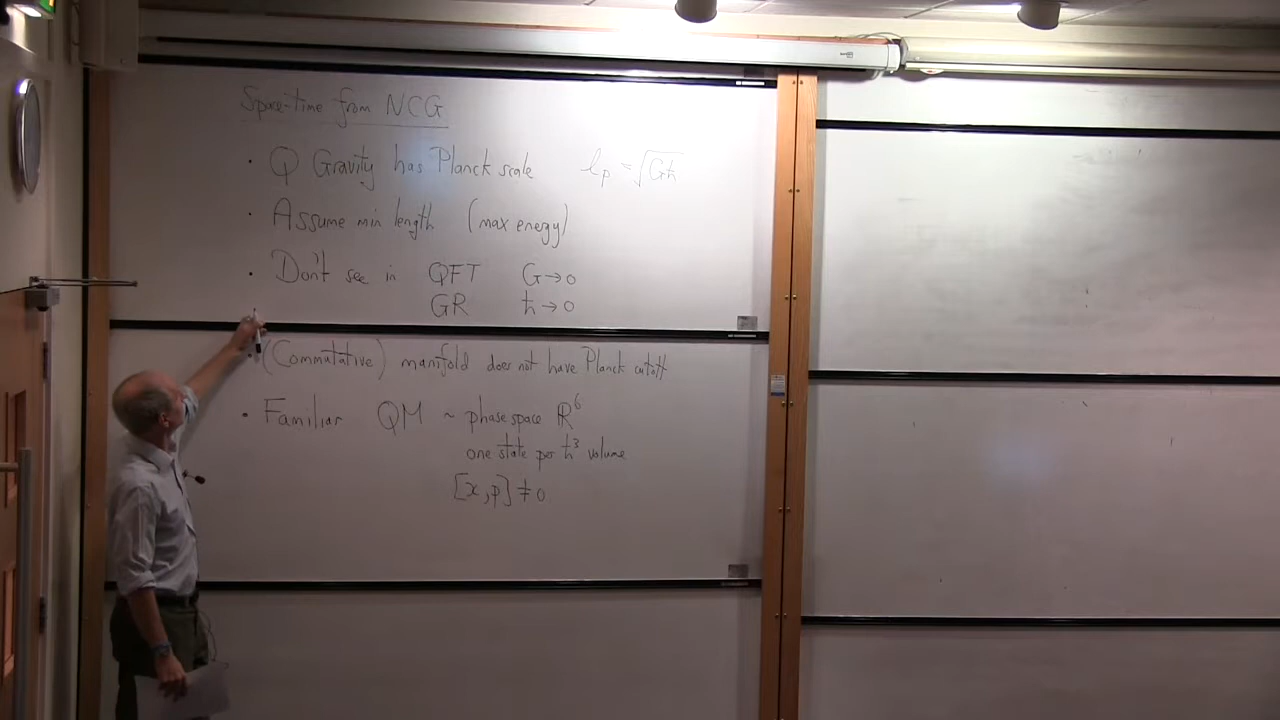 Space-time from NCG
· Q Gravity has Planck scale lₚ = √Għ
· Assume min length (max energy)
· Don't see in QFT G→0
GR ħ→0
(Commutative) manifold does not have Planck cutoff
· Familiar QM ~ phase space ℝ⁶
one state per ħ³ volume
[x,p] ≠ 0